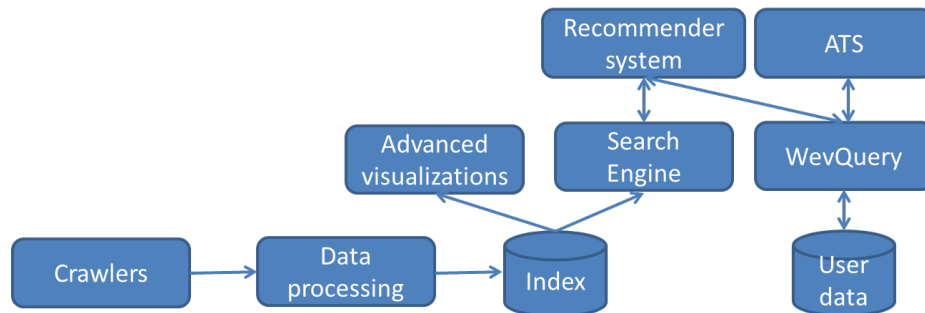 Recommender
system
ATS
Advanced
visualizations
Search
Engine
WevQuery
Crawlers
Data
processing
Index
User
data